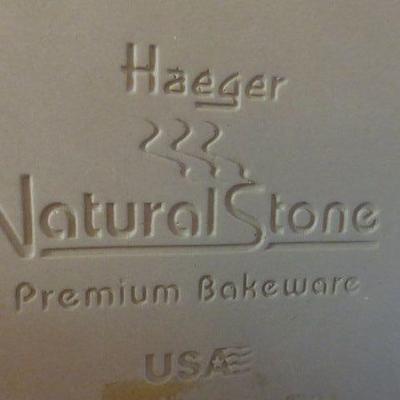 Haeger
NaturalStone
Premium Bakeware
USA